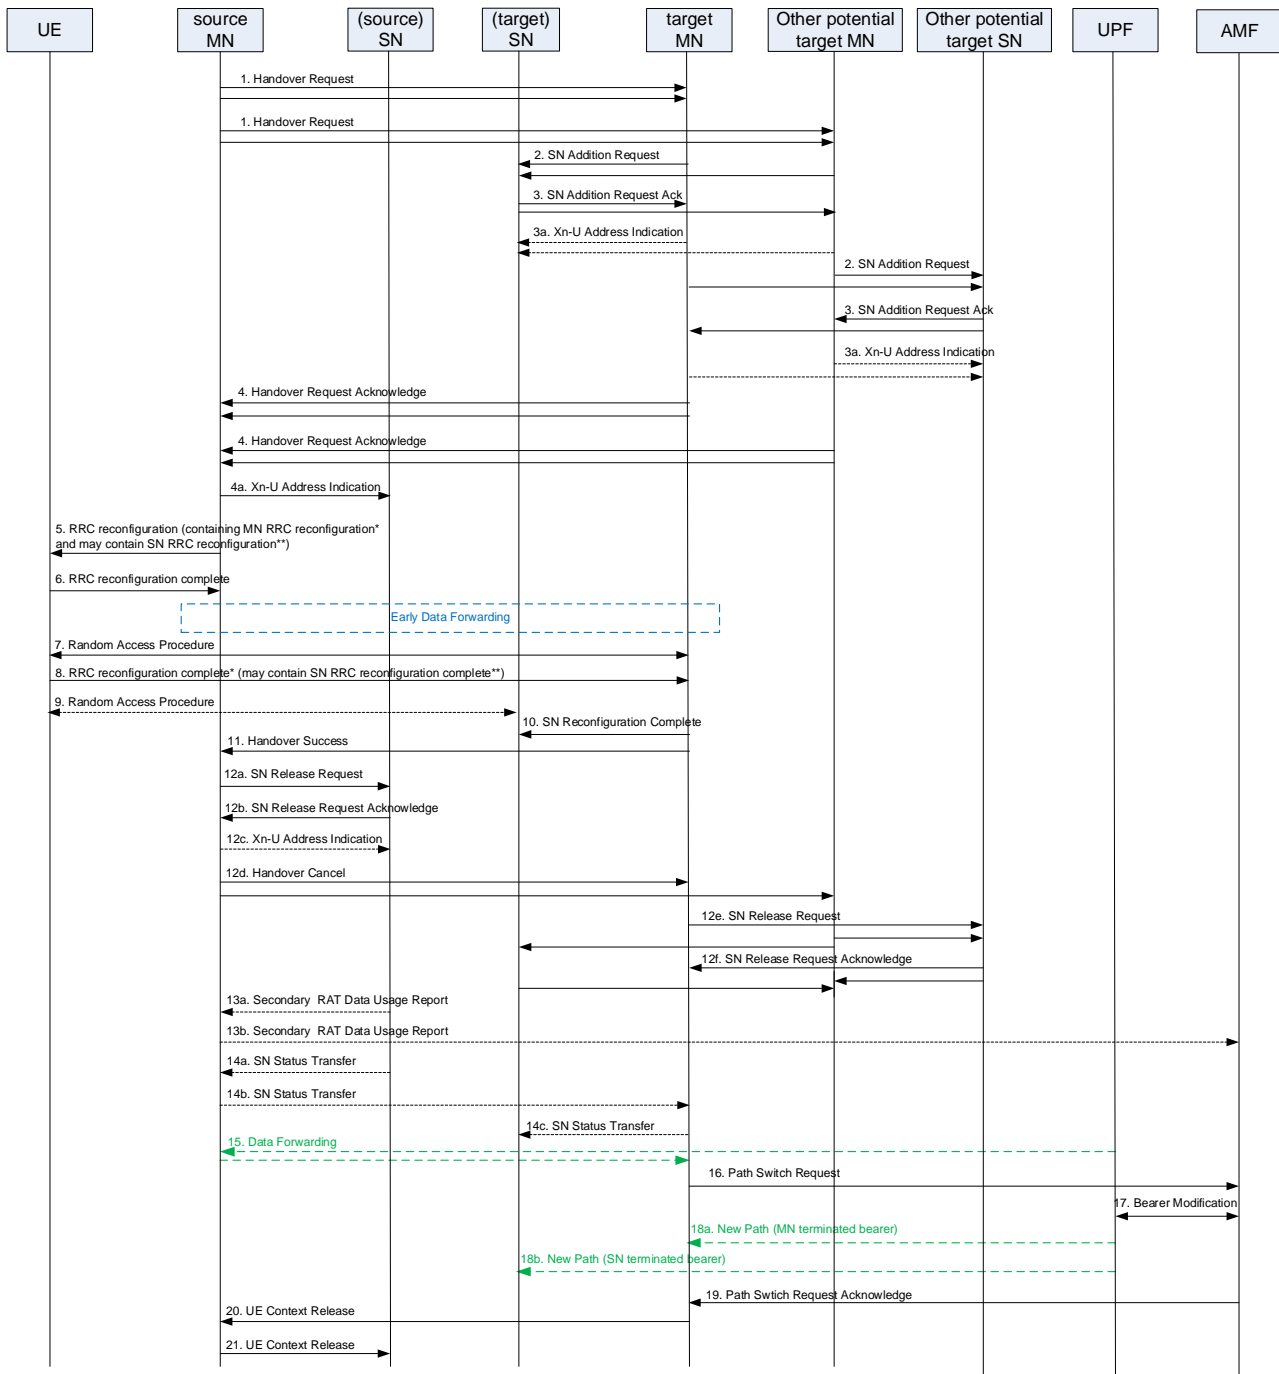 UE
source
MN
(source)
SN
(target)
SN
target
MN
Other potential
target MN
Other potential
target SN
UPF
AMF
1. Handover Request
1. Handover Request
2. SN Addition Request
3. SN Addition Request Ack
3a. Xn-U Address Indication
2. SN Addition Request
3. SN Addition Request Ack
3a. Xn-U Address Indication
4. Handover Request Acknowledge
4. Handover Request Acknowledge
4a. Xn-U Address Indication
5. RRC reconfiguration (containing MN RRC reconfiguration*
and may contain SN RRC reconfiguration**)
6. RRC reconfiguration complete
Early Data Forwarding
7. Random Access Procedure
8. RRC reconfiguration complete* (may contain SN RRC reconfiguration complete**)
9. Random Access Procedure
10. SN Reconfiguration Complete
11. Handover Success
12a. SN Release Request
12b. SN Release Request Acknowledge
12c. Xn-U Address Indication
12d. Handover Cancel
12e. SN Release Request
12f. SN Release Request Acknowledge
13a. Secondary RAT Data Usage Report
13b. Secondary RAT Data Usage Report
14a. SN Status Transfer
14b. SN Status Transfer
14c. SN Status Transfer
15. Data Forwarding
16. Path Switch Request
17. Bearer Modification
18a. New Path (MN terminated bearer)
18b. New Path (SN terminated bearer)
19. Path Swtich Request Acknowledge
20. UE Context Release
21. UE Context Release